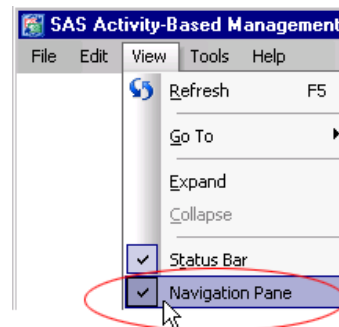 SAS Activity-Based Management
File Edit View Tools Help
Refresh F5
Go To
Expand
Collapse
Status Bar
Navigation Pane